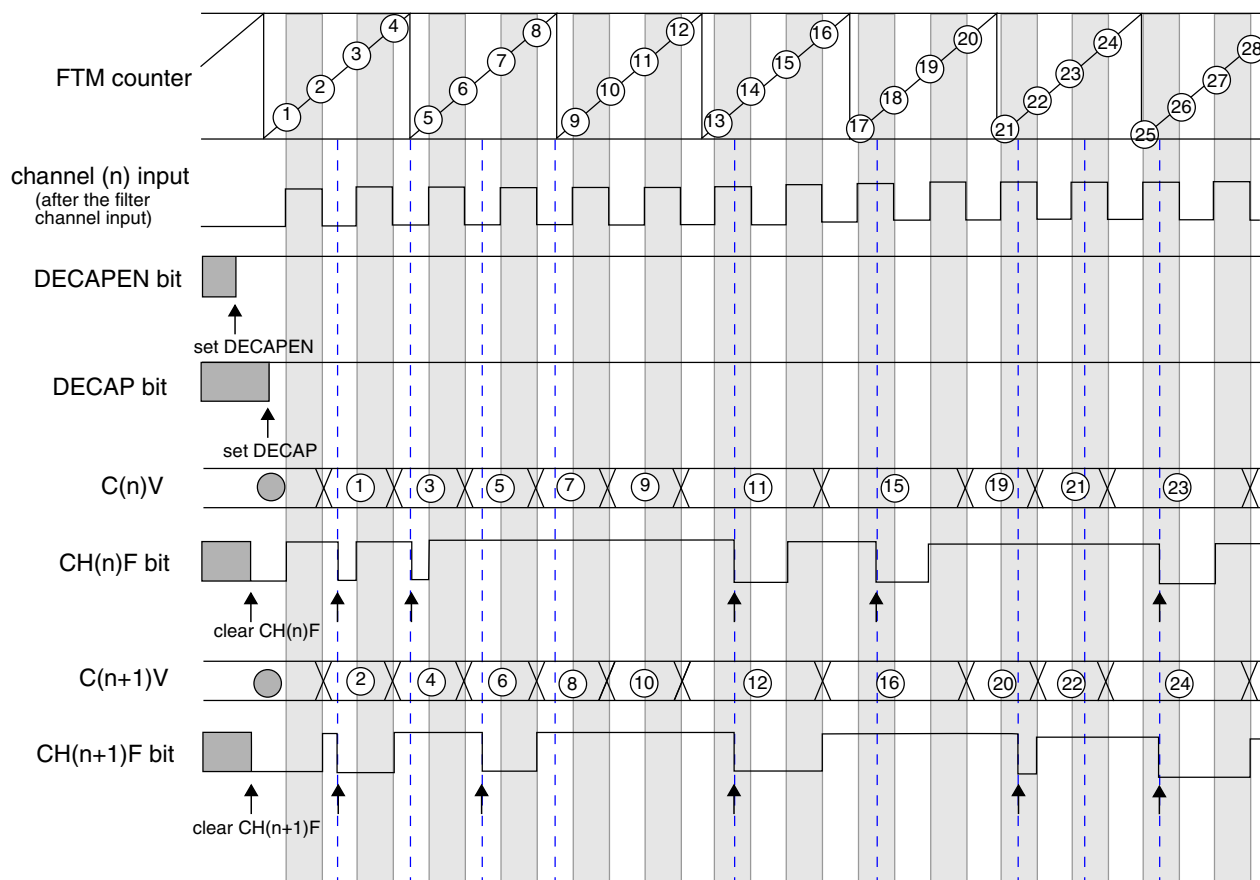 FTM counter
1 2 3 4 5 6 7 8 9 10 11 12 13 14 15 16 17 18 19 20 21 22 23 24 25 26 27 28
channel (n) input
(after the filter
channel input)
DECAPEN bit
set DECAPEN
DECAP bit
set DECAP
C(n)V
1 3 5 7 9 11 15 19 21 23
CH(n)F bit
clear CH(n)F
C(n+1)V
2 4 6 8 10 12 16 20 22 24
CH(n+1)F bit
clear CH(n+1)F